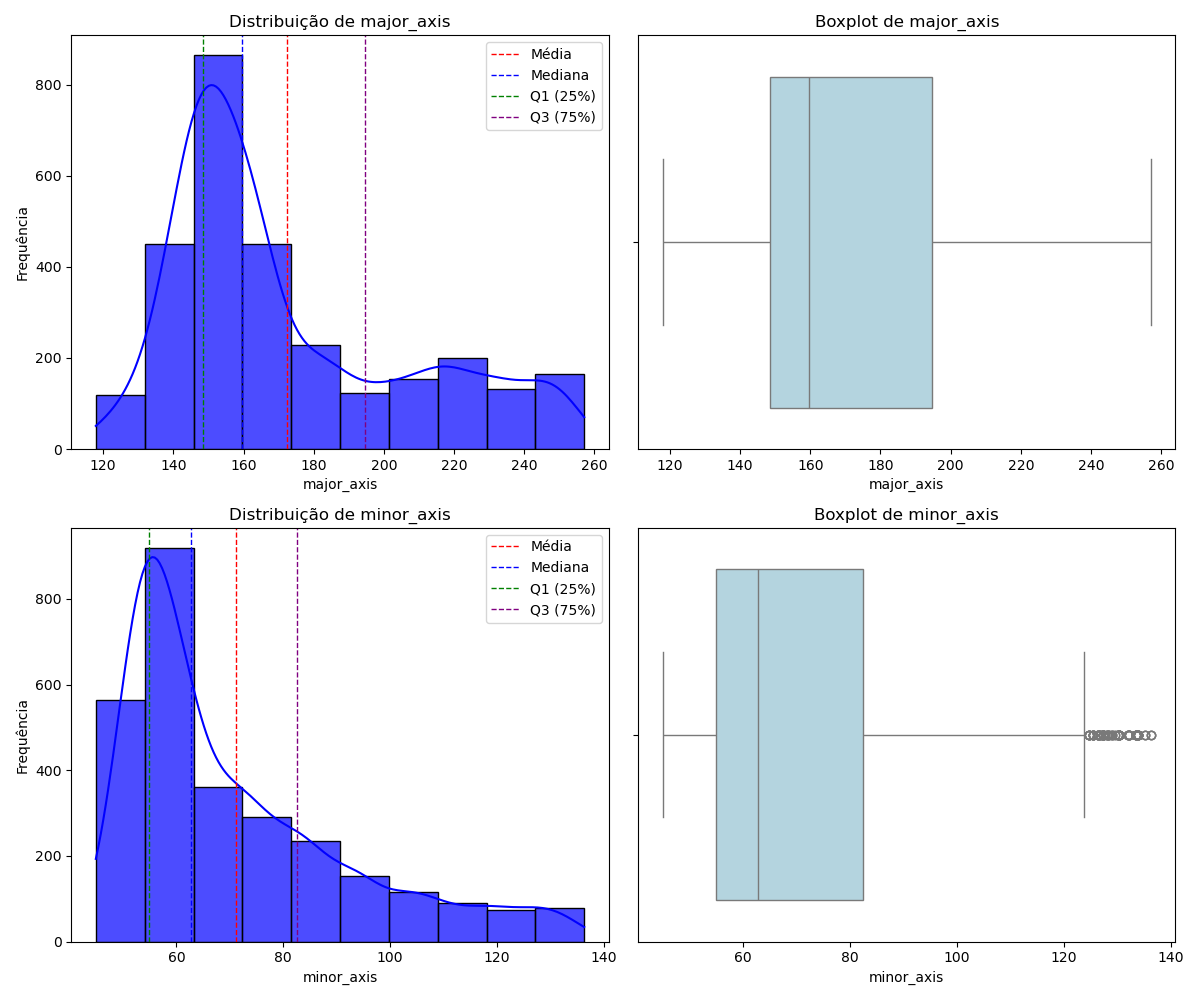 Distribuição de major_axis
Frequência
800
600
400
200
0
Média
Mediana
Q1 (25%)
Q3 (75%)
120 140 160 180 200 220 240 260
major_axis
Boxplot de major_axis
120 140 160 180 200 220 240 260
major_axis
Distribuição de minor_axis
Frequência
800
600
400
200
0
Média
Mediana
Q1 (25%)
Q3 (75%)
60 80 100 120 140
minor_axis
Boxplot de minor_axis
60 80 100 120 140
minor_axis